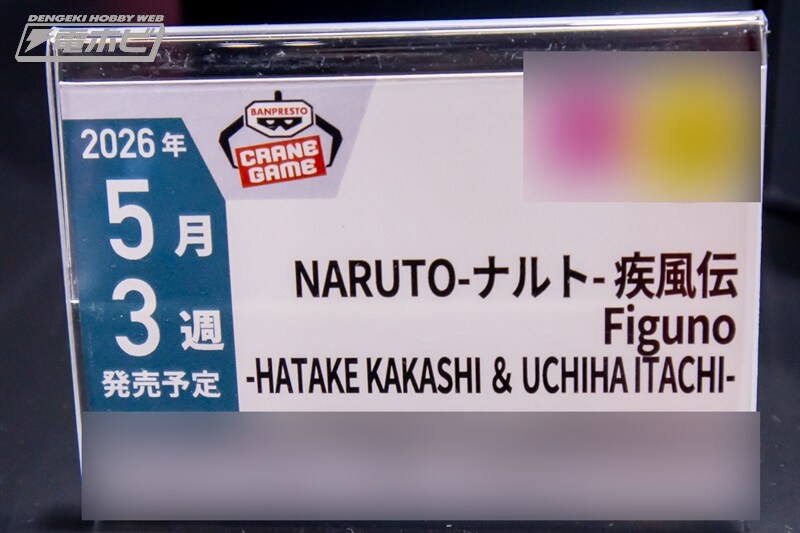 DENGEKI HOBBY WEB
電ホビ
BANPRESTO
CRANE
GAME
2026年
5月
3週
発売予定
NARUTO-ナルト- 疾風伝
Figuno
-HATAKE KAKASHI & UCHIHA ITACHI-